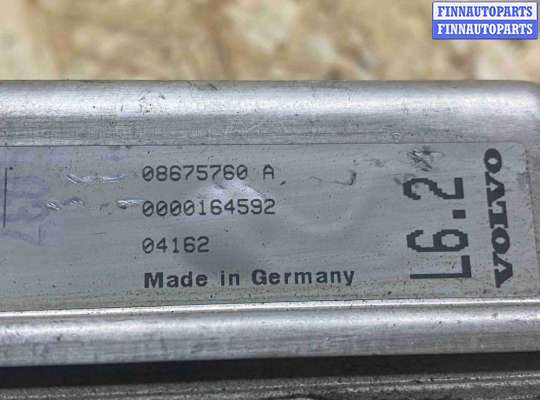 FINNAUTOPARTS
FINNAUTOPARTS
08675760 A
0000164592
04162
Made in Germany
L6.2
VOLVO